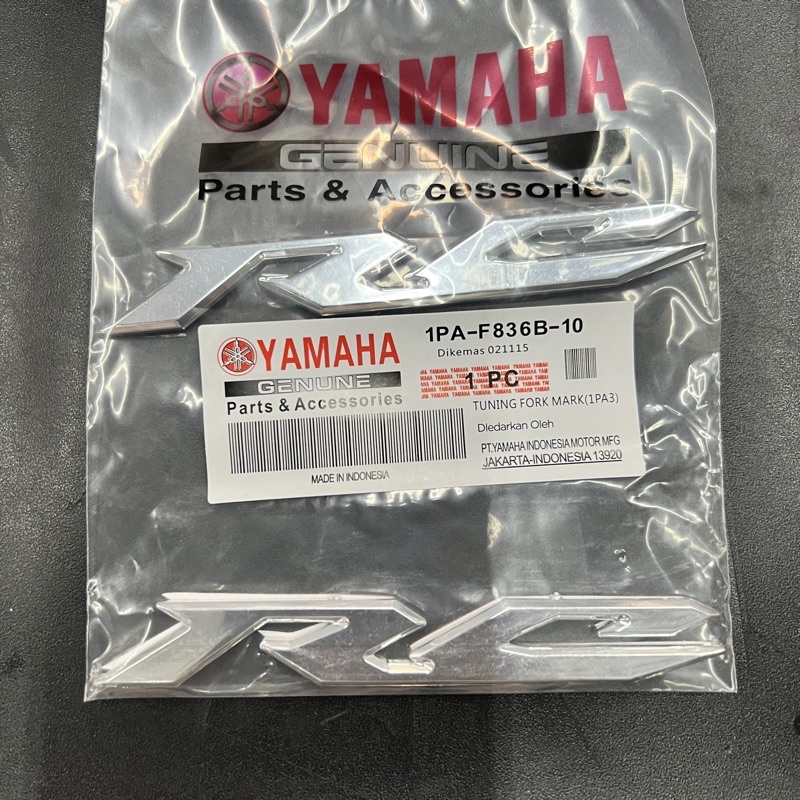 YAMAHA
GENUINE
Parts & Accessories
R6
YAMAHA
GENUINE
Parts & Accessories
MADE IN INDONESIA
1PA-F836B-10
Dikemas 021115
1 PC
TUNING FORK MARK(1PA3)
Dledarkan Oleh
PT.YAMAHA INDONESIA MOTOR MFG
JAKARTA-INDONESIA 13920
R6